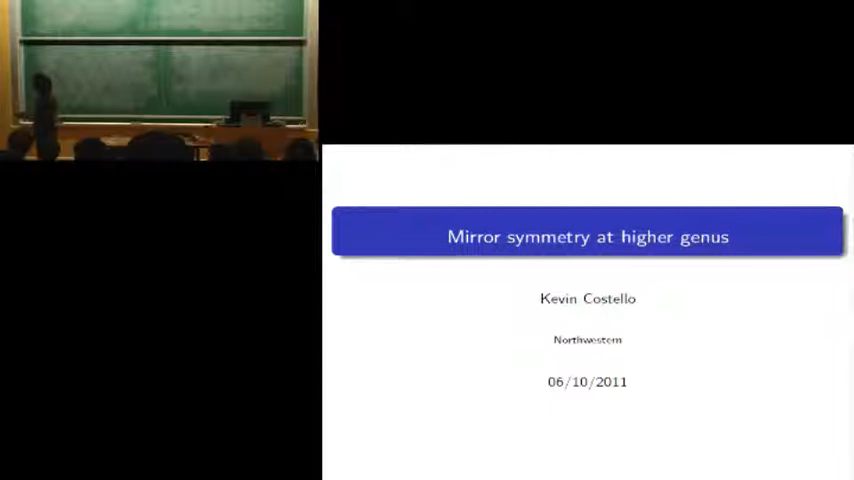 Mirror symmetry at higher genus
Kevin Costello
Northwestern
06/10/2011